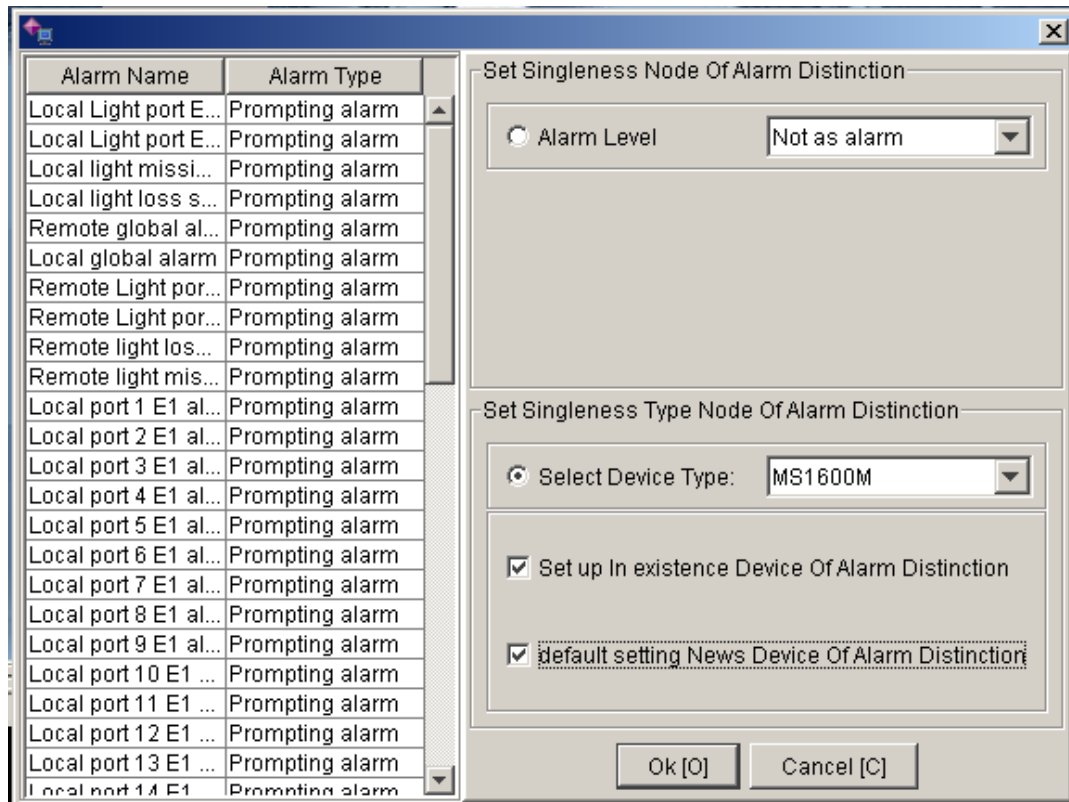 Alarm Name Alarm Type
Local Light port E... Prompting alarm
Local Light port E... Prompting alarm
Local light missi... Prompting alarm
Local light loss s... Prompting alarm
Remote global al... Prompting alarm
Local global alarm Prompting alarm
Remote Light por... Prompting alarm
Remote Light por... Prompting alarm
Remote light los... Prompting alarm
Remote light mis... Prompting alarm
Local port 1 E1 al... Prompting alarm
Local port 2 E1 al... Prompting alarm
Local port 3 E1 al... Prompting alarm
Local port 4 E1 al... Prompting alarm
Local port 5 E1 al... Prompting alarm
Local port 6 E1 al... Prompting alarm
Local port 7 E1 al... Prompting alarm
Local port 8 E1 al... Prompting alarm
Local port 9 E1 al... Prompting alarm
Local port 10 E1 ... Prompting alarm
Local port 11 E1 ... Prompting alarm
Local port 12 E1 ... Prompting alarm
Local port 13 E1 ... Prompting alarm
Local port 14 E1 Prompting alarm
Set Singleness Node Of Alarm Distinction
Alarm Level Not as alarm
Set Singleness Type Node Of Alarm Distinction
Select Device Type: MS1600M
Set up In existence Device Of Alarm Distinction
default setting News Device Of Alarm Distinction
Ok [O] Cancel [C]